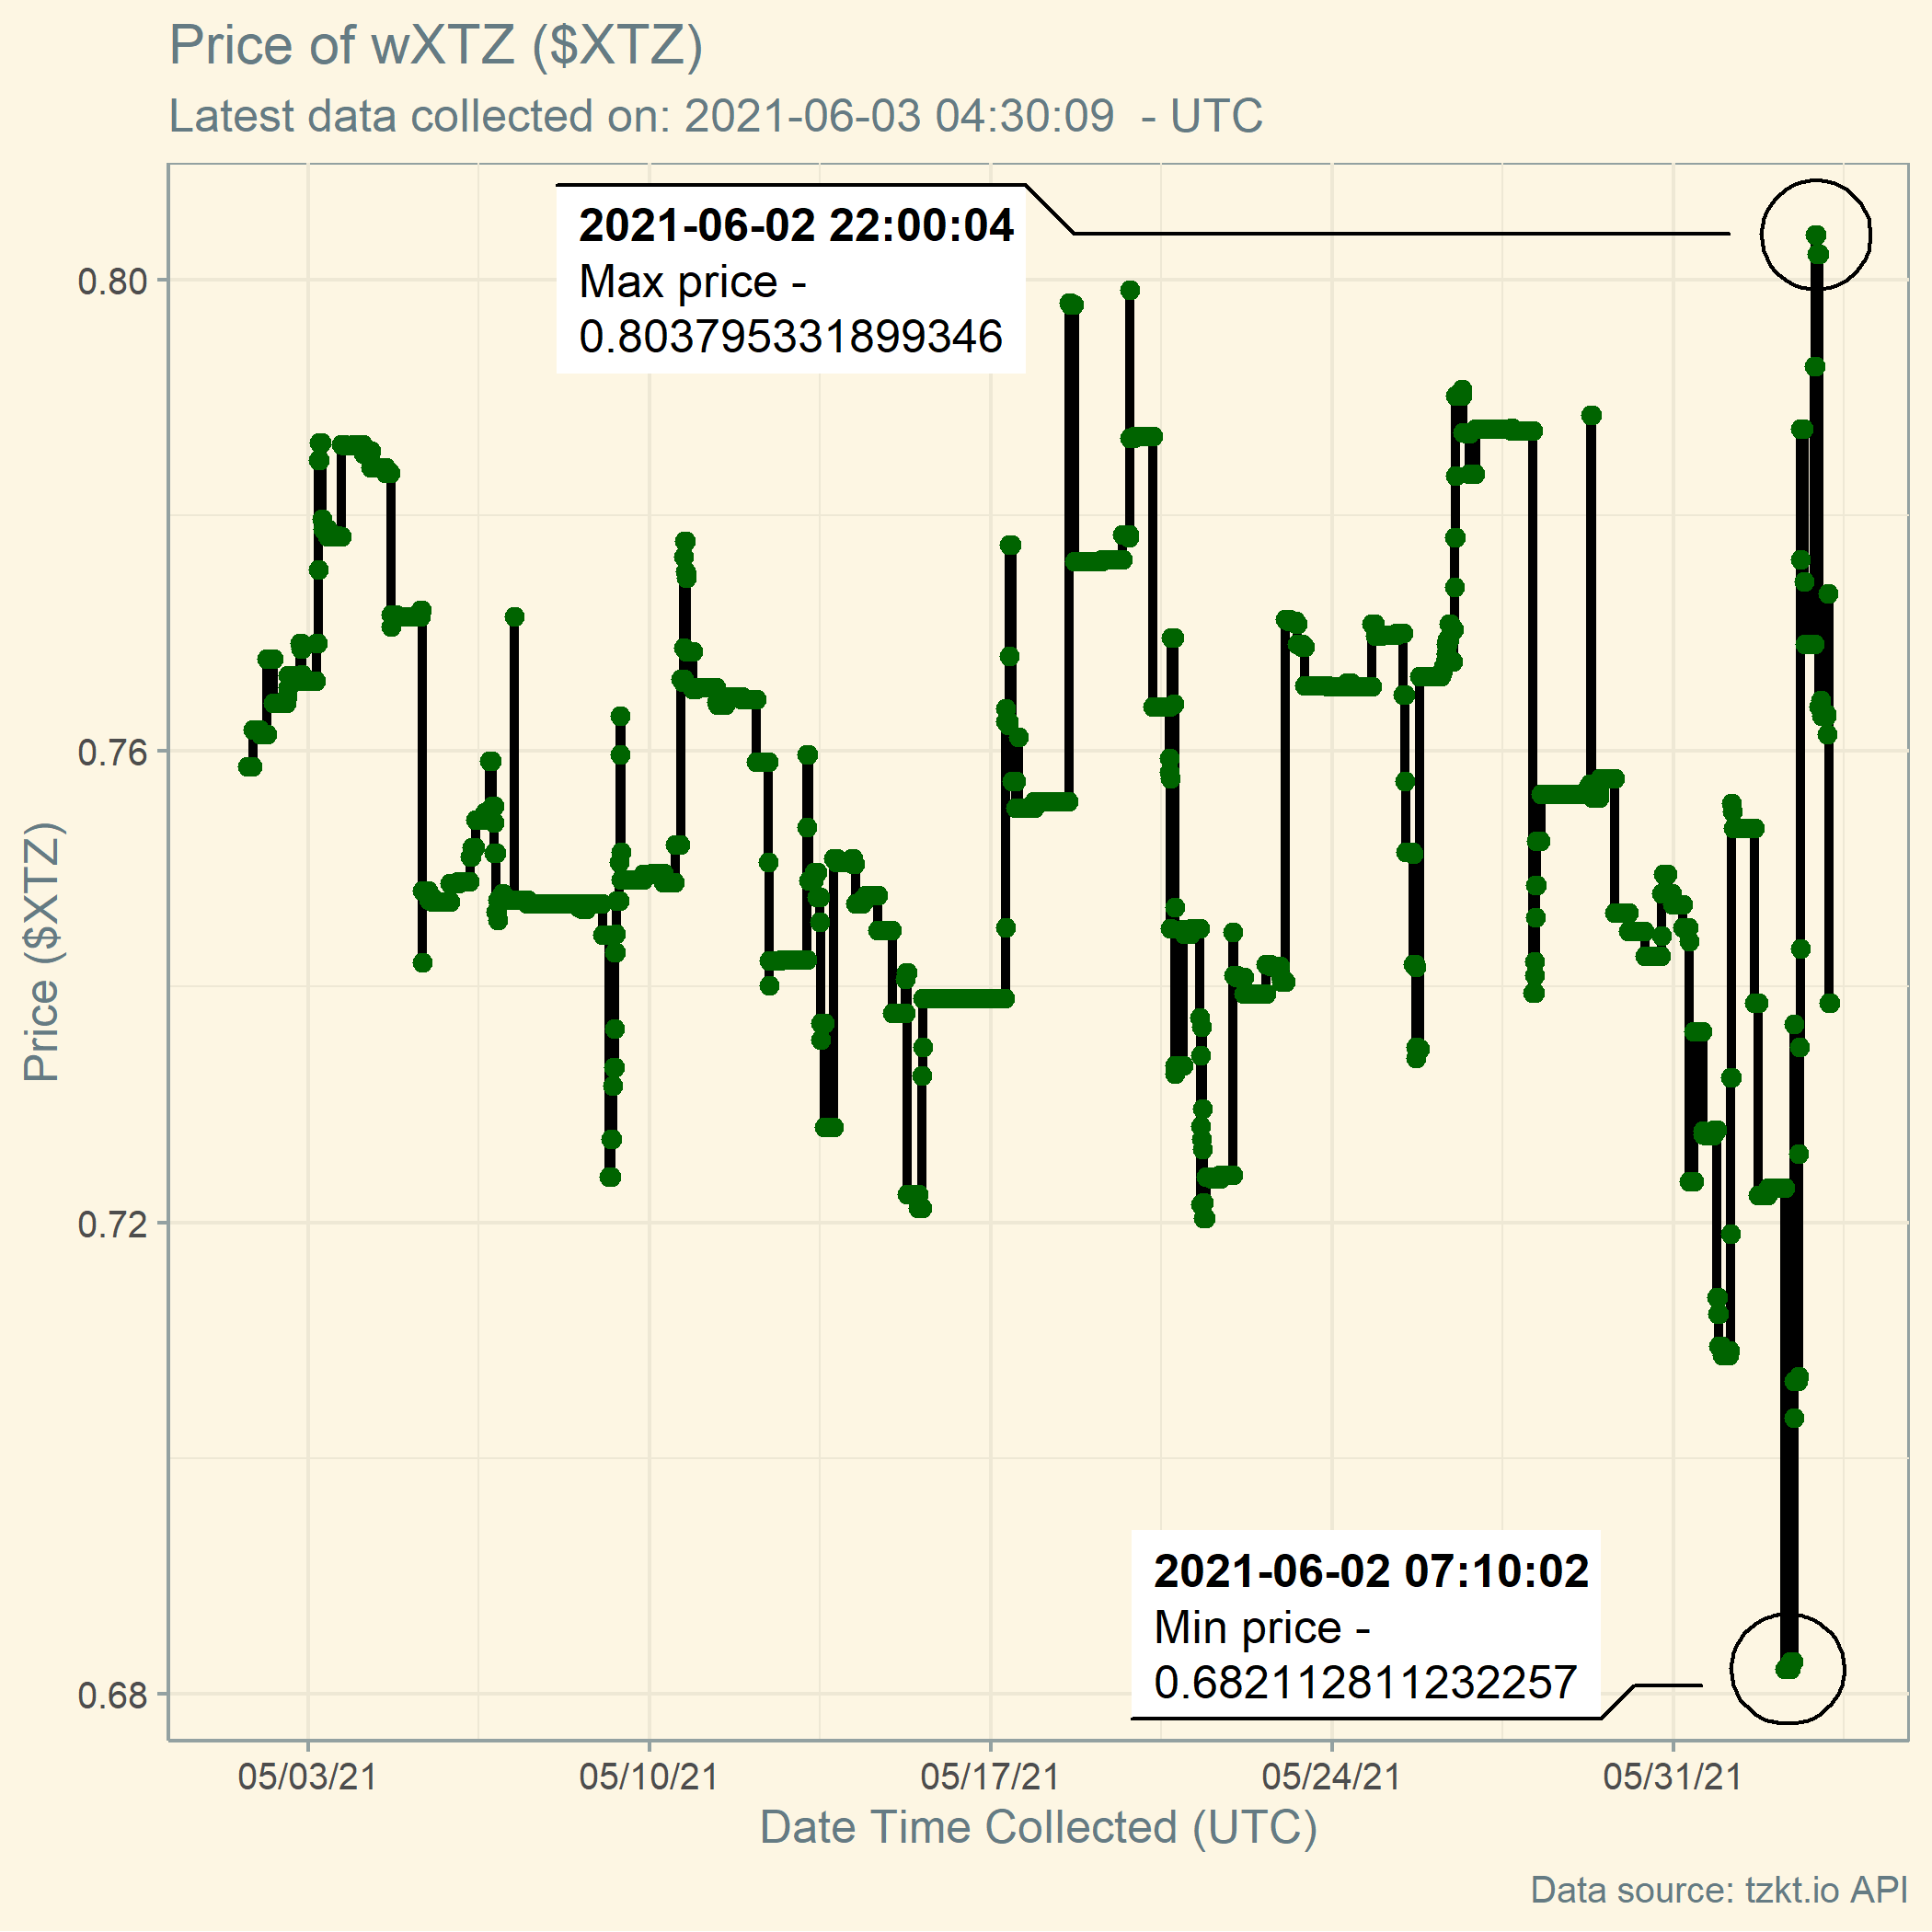 Price of wXTZ ($XTZ)
Latest data collected on: 2021-06-03 04:30:09  - UTC
2021-06-02 22:00:04
Max price -
0.803795331899346
0.80
0.76
0.72
0.68
Price ($XTZ)
2021-06-02 07:10:02
Min price -
0.682112811232257
05/03/21
05/10/21
05/17/21
05/24/21
05/31/21
Date Time Collected (UTC)
Data source: tzkt.io API